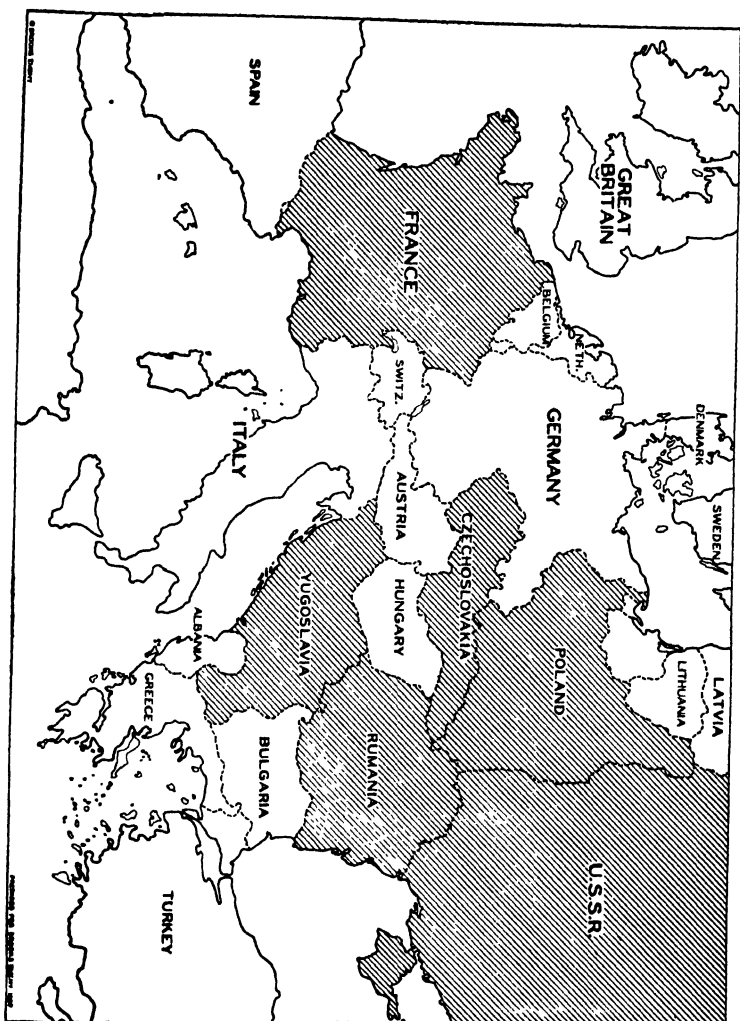 GREAT
BRITAIN
DENMARK
SWEDEN
LATVIA
LITHUANIA
NETH.
BELGIUM
GERMANY
POLAND
U.S.S.R.
FRANCE
SWITZ.
AUSTRIA
CZECHOSLOVAKIA
HUNGARY
RUMANIA
SPAIN
ITALY
YUGOSLAVIA
BULGARIA
ALBANIA
GREECE
TURKEY